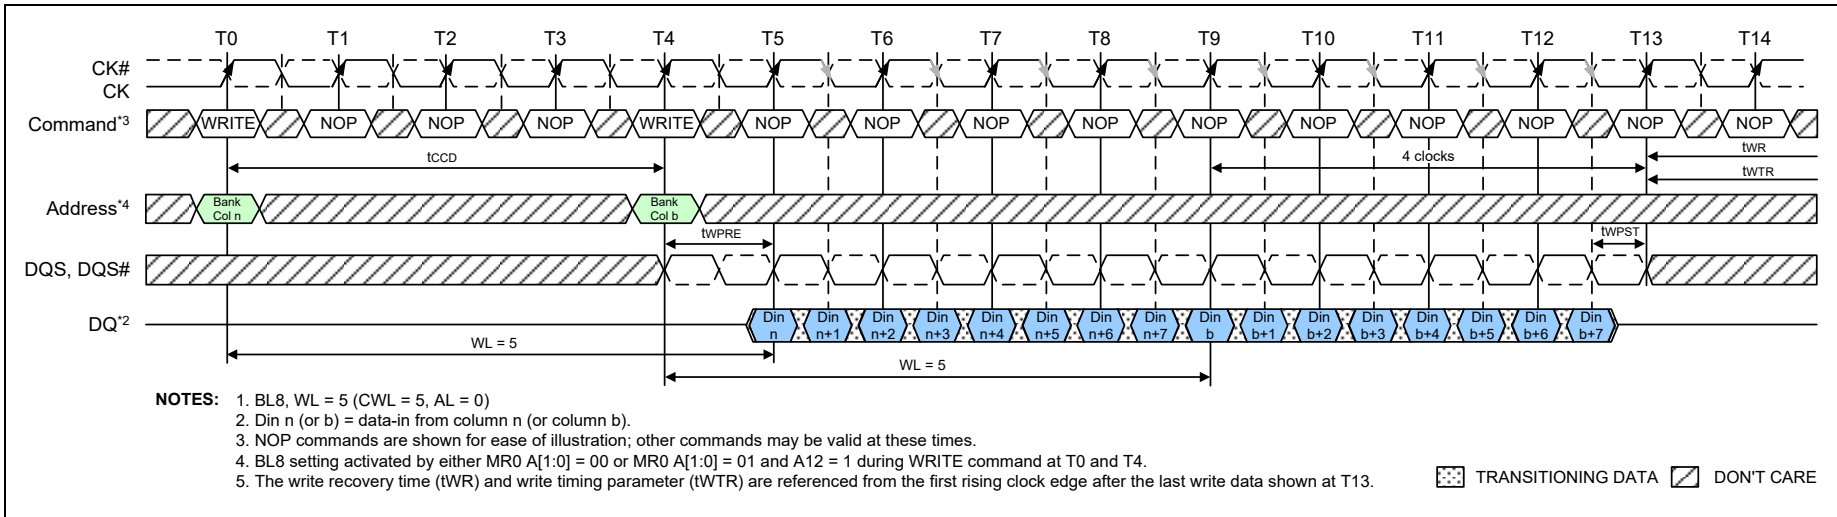 T0 T1 T2 T3 T4 T5 T6 T7 T8 T9 T10 T11 T12 T13 T14
CK#
CK
Command*3 WRITE NOP NOP NOP WRITE NOP NOP NOP NOP NOP NOP NOP NOP NOP NOP
tCCD 4 clocks tWR
tWTR
Address*4 Bank Col n Bank Col b
tWPRE tWPST
DQS, DQS#
DQ*2 Din n Din n+1 Din n+2 Din n+3 Din n+4 Din n+5 Din n+6 Din n+7 Din b Din b+1 Din b+2 Din b+3 Din b+4 Din b+5 Din b+6 Din b+7
WL = 5
WL = 5
NOTES: 1. BL8, WL = 5 (CWL = 5, AL = 0)
2. Din n (or b) = data-in from column n (or column b).
3. NOP commands are shown for ease of illustration; other commands may be valid at these times.
4. BL8 setting activated by either MR0 A[1:0] = 00 or MR0 A[1:0] = 01 and A12 = 1 during WRITE command at T0 and T4.
5. The write recovery time (tWR) and write timing parameter (tWTR) are referenced from the first rising clock edge after the last write data shown at T13.
TRANSITIONING DATA DON'T CARE